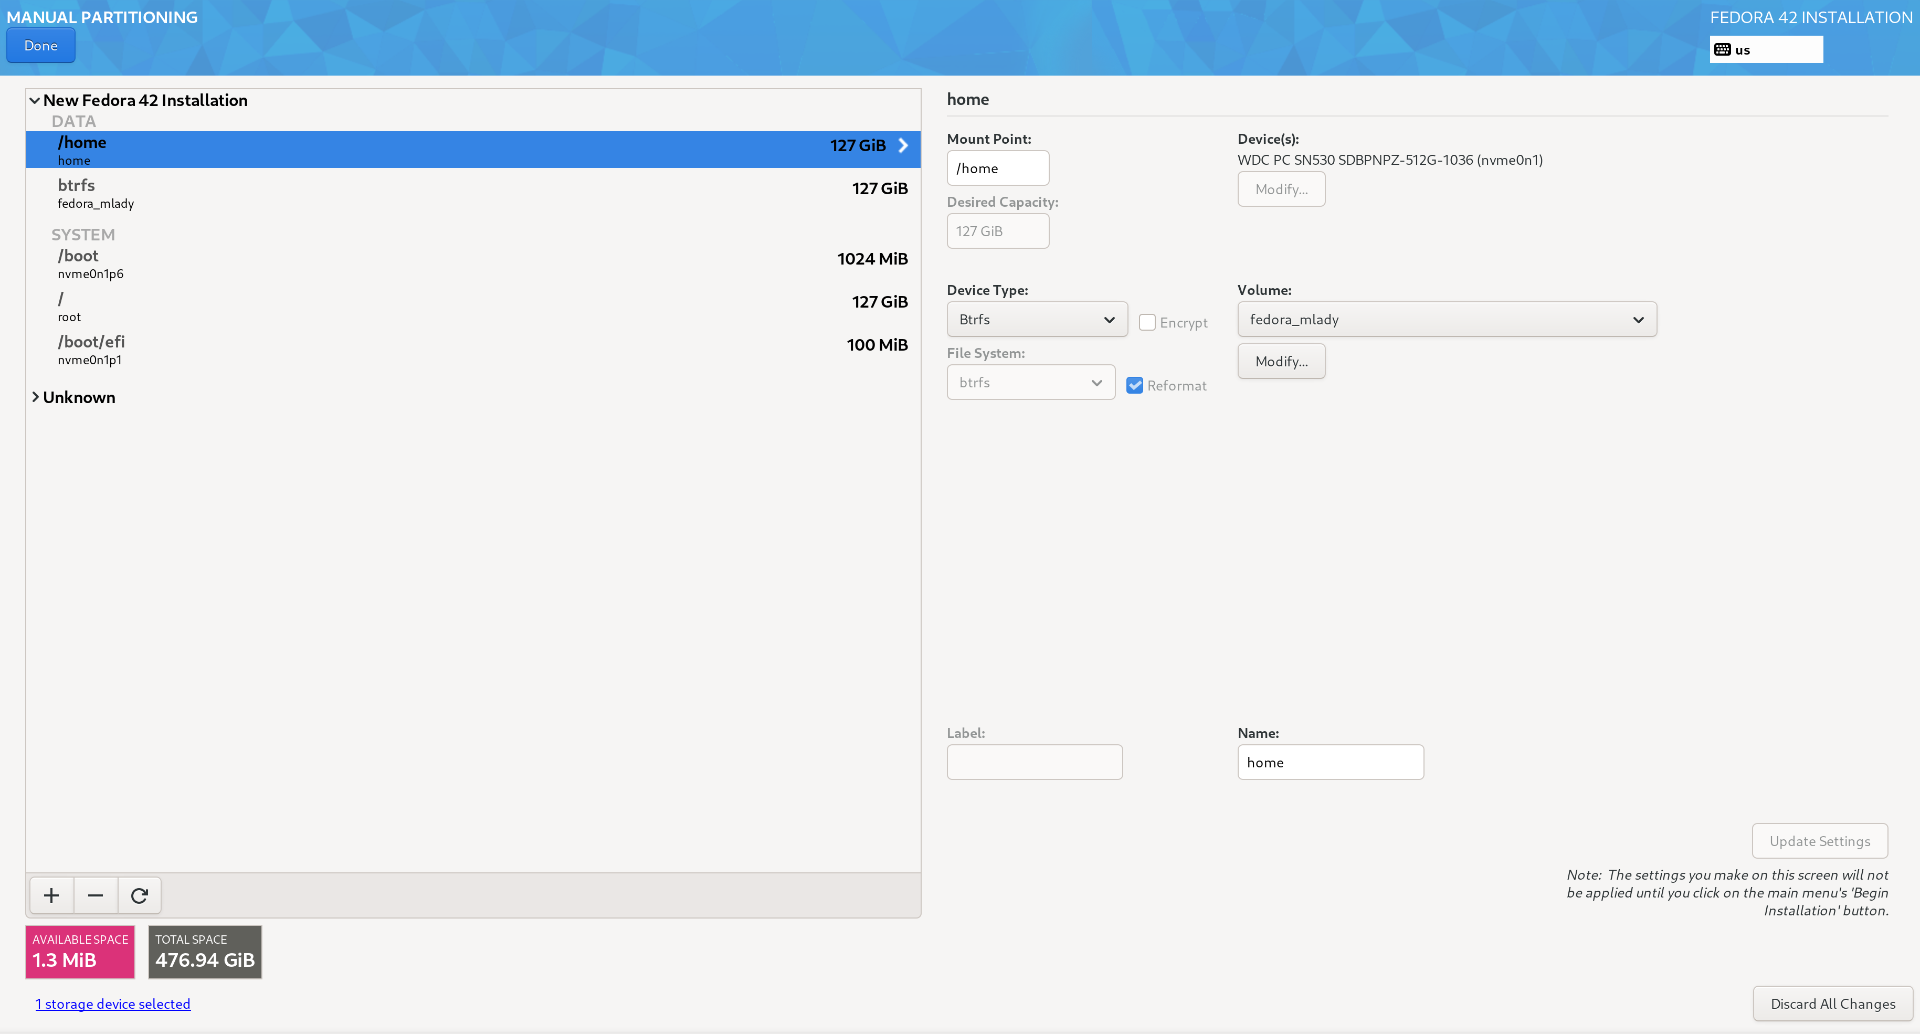 MANUAL PARTITIONING
Done
FEDORA 42 INSTALLATION
us
New Fedora 42 Installation
DATA
/home
home
127 GiB
btrfs
fedora_mlady
127 GiB
SYSTEM
/boot
nvme0n1p6
1024 MiB
/
root
127 GiB
/boot/efi
nvme0n1p1
100 MiB
Unknown
AVAILABLE SPACE
1.3 MiB
TOTAL SPACE
476.94 GiB
1 storage device selected
home
Mount Point:
/home
Desired Capacity:
127 GiB
Device(s):
WDC PC SN530 SDBPNPZ-512G-1036 (nvme0n1)
Modify...
Device Type:
Btrfs
Encrypt
File System:
btrfs
Reformat
Volume:
fedora_mlady
Modify...
Label:
Name:
home
Update Settings
Note: The settings you make on this screen will not
be applied until you click on the main menu's 'Begin
Installation' button.
Discard All Changes